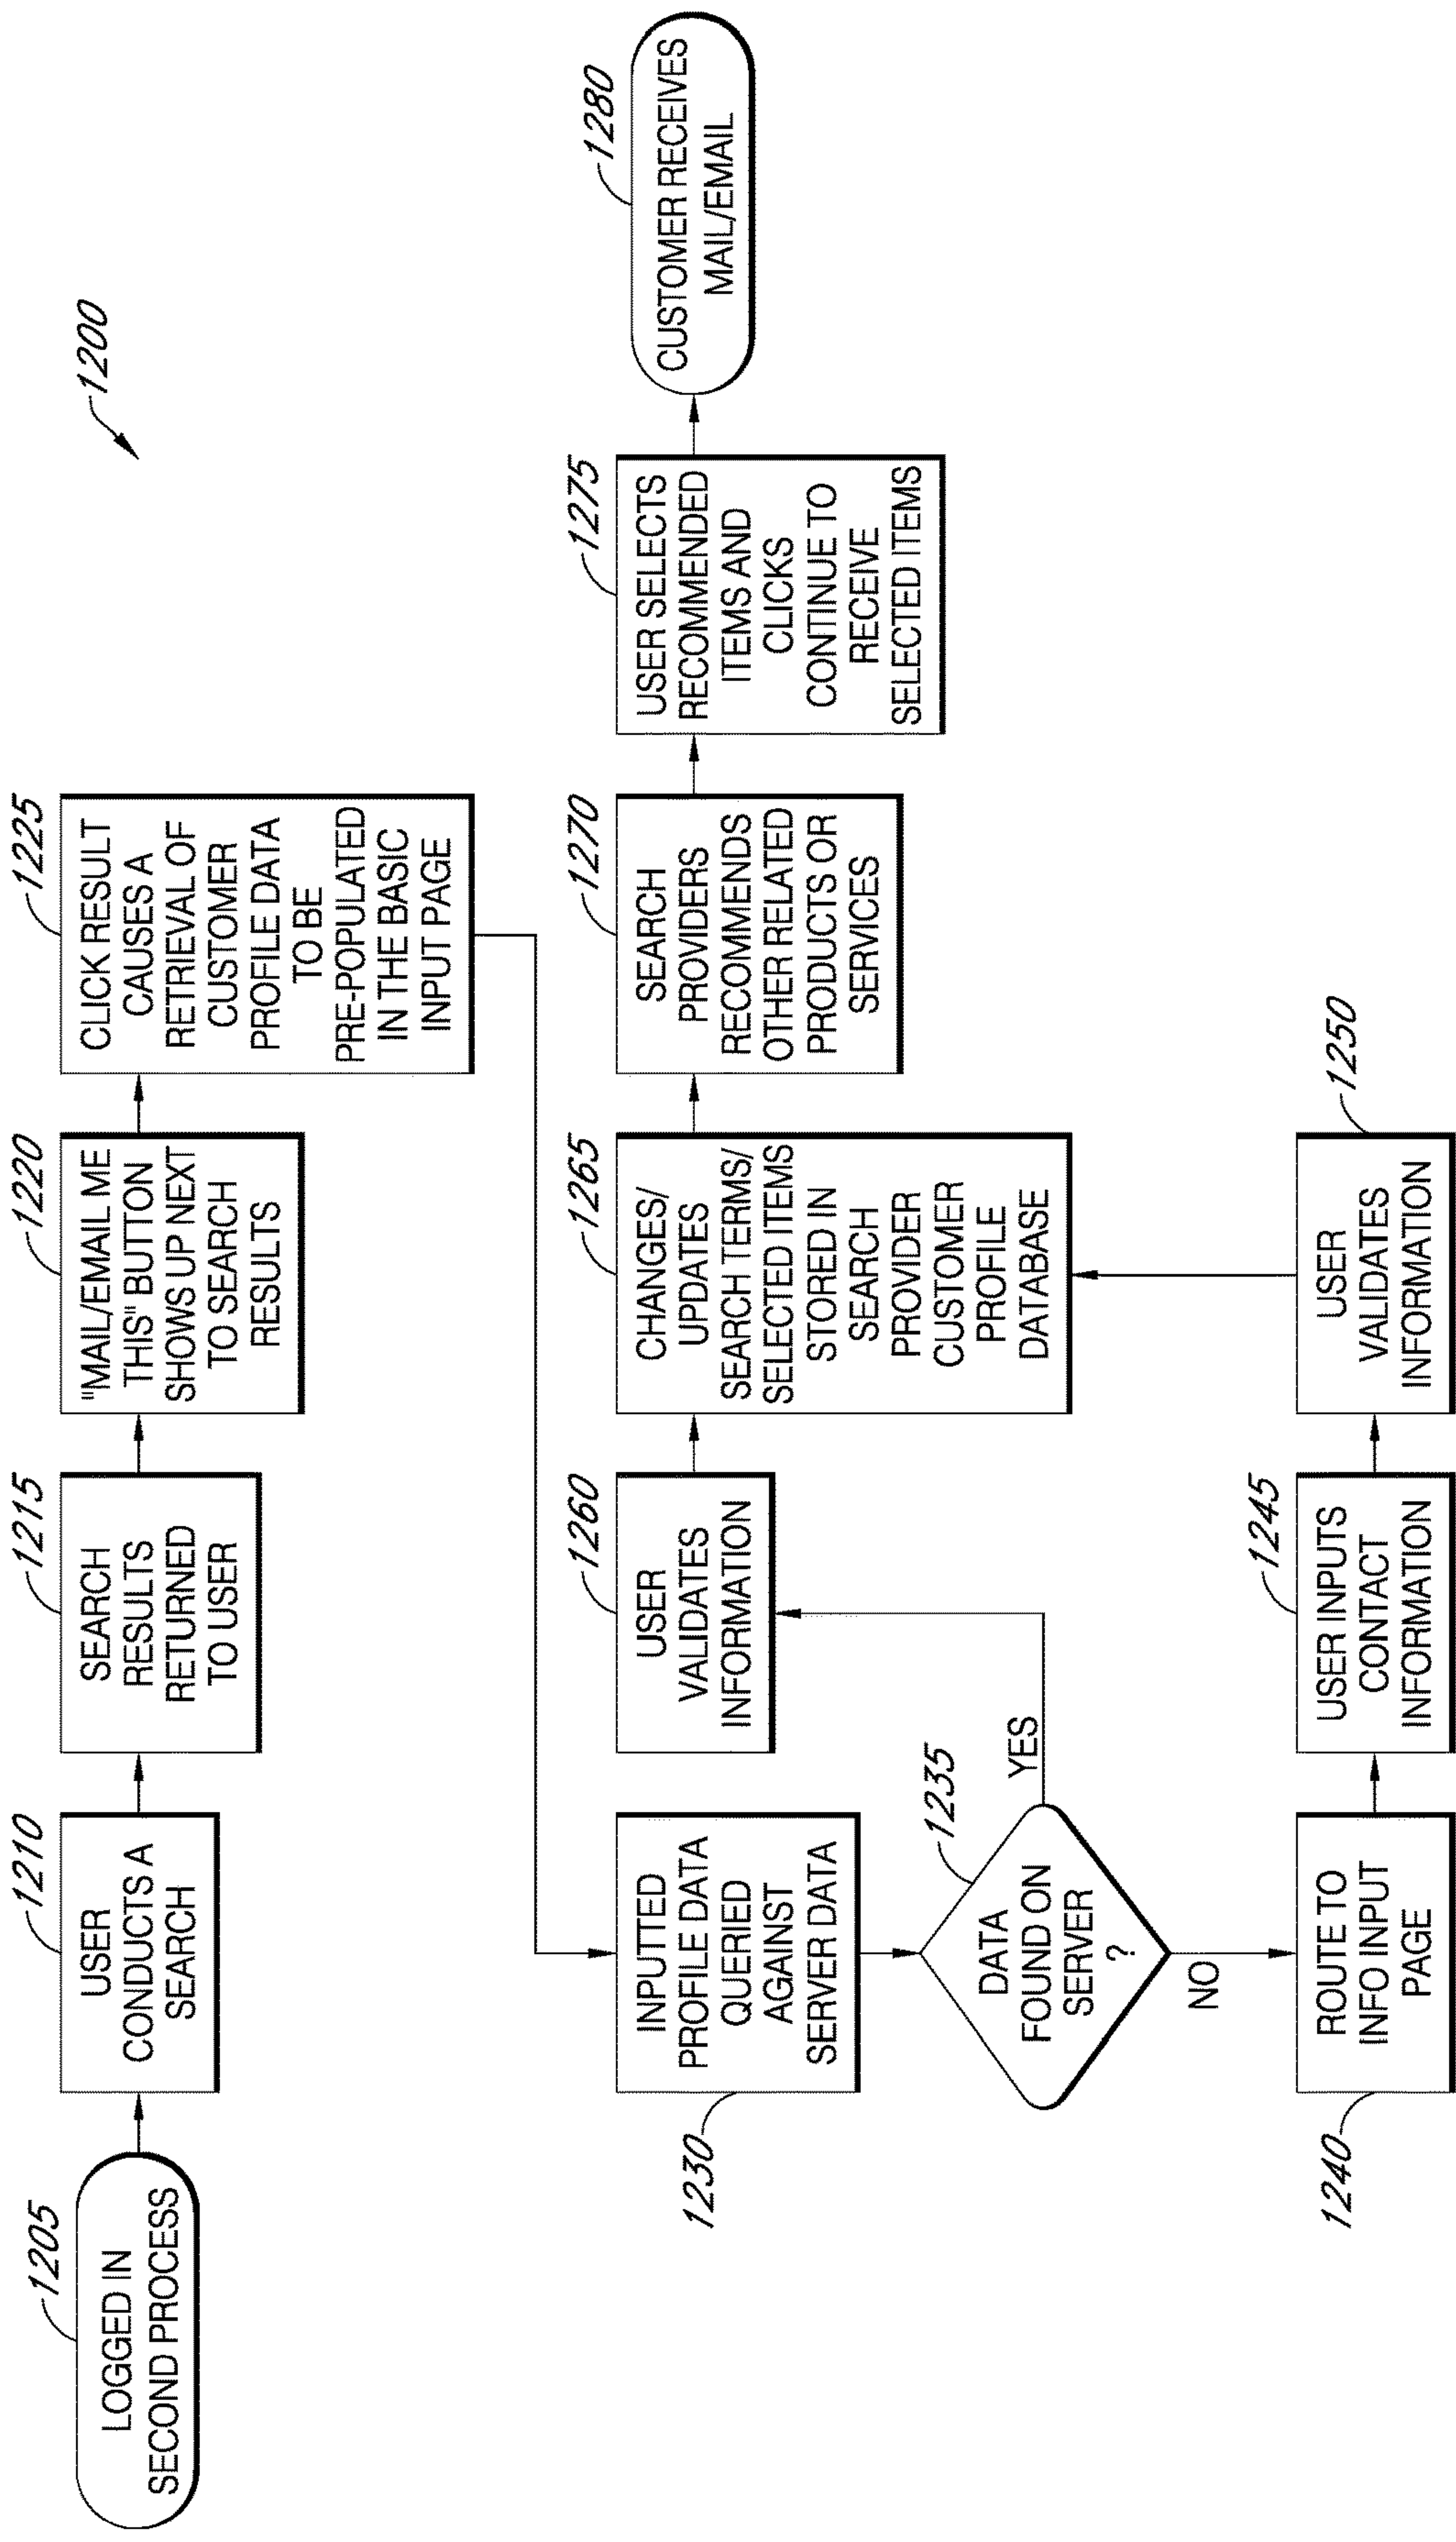 1200
1205
LOGGED IN
SECOND PROCESS
1210
USER
CONDUCTS A
SEARCH
1215
SEARCH
RESULTS
RETURNED
TO USER
1220
"MAIL/EMAIL ME
THIS" BUTTON
SHOWS UP NEXT
TO SEARCH
RESULTS
1225
CLICK RESULT
CAUSES A
RETRIEVAL OF
CUSTOMER
PROFILE DATA
TO BE
PRE-POPULATED
IN THE BASIC
INPUT PAGE
1230
INPUTTED
PROFILE DATA
QUERIED
AGAINST
SERVER DATA
1235
DATA
FOUND ON
SERVER
?
YES
NO
1260
USER
VALIDATES
INFORMATION
1265
CHANGES/
UPDATES
SEARCH TERMS/
SELECTED ITEMS
STORED IN
SEARCH
PROVIDER
CUSTOMER
PROFILE
DATABASE
1270
SEARCH
PROVIDERS
RECOMMENDS
OTHER RELATED
PRODUCTS OR
SERVICES
1275
USER SELECTS
RECOMMENDED
ITEMS AND
CLICKS
CONTINUE TO
RECEIVE
SELECTED ITEMS
1280
CUSTOMER RECEIVES
MAIL/EMAIL
1240
ROUTE TO
INFO INPUT
PAGE
1245
USER INPUTS
CONTACT
INFORMATION
1250
USER
VALIDATES
INFORMATION